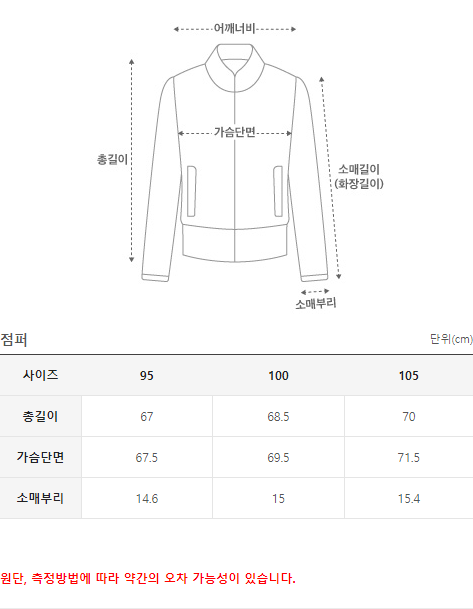 어깨너비
가슴단면
총길이
소매길이
(화장길이)
소매부리
점퍼
단위(cm)
사이즈 95 100 105
총길이 67 68.5 70
가슴단면 67.5 69.5 71.5
소매부리 14.6 15 15.4
원단, 측정방법에 따라 약간의 오차 가능성이 있습니다.